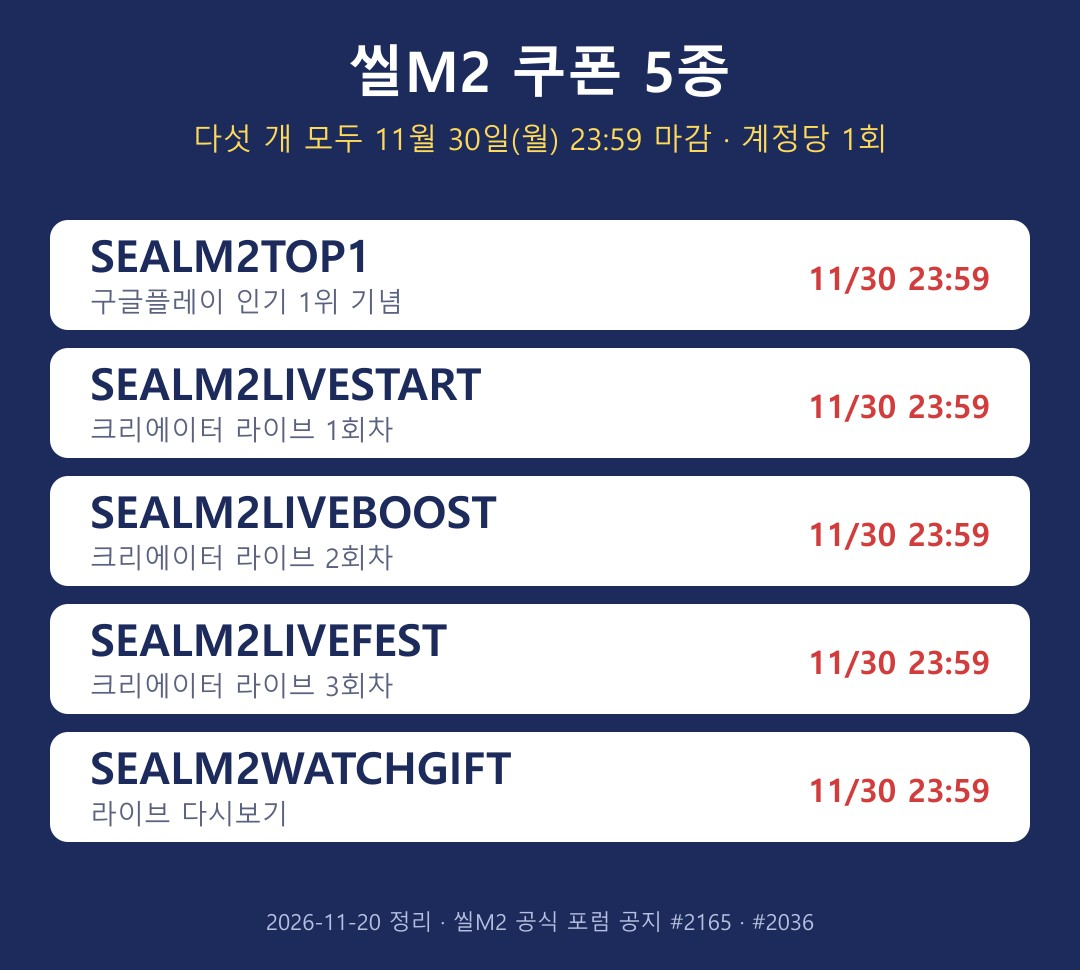 씰M2 쿠폰 5종
다섯 개 모두 11월 30일(월) 23:59 마감 · 계정당 1회
SEALM2TOP1
구글플레이 인기 1위 기념
11/30 23:59
SEALM2LIVESTART
크리에이터 라이브 1회차
11/30 23:59
SEALM2LIVEBOOST
크리에이터 라이브 2회차
11/30 23:59
SEALM2LIVEFEST
크리에이터 라이브 3회차
11/30 23:59
SEALM2WATCHGIFT
라이브 다시보기
11/30 23:59
2026-11-20 정리 · 씰M2 공식 포럼 공지 #2165 · #2036